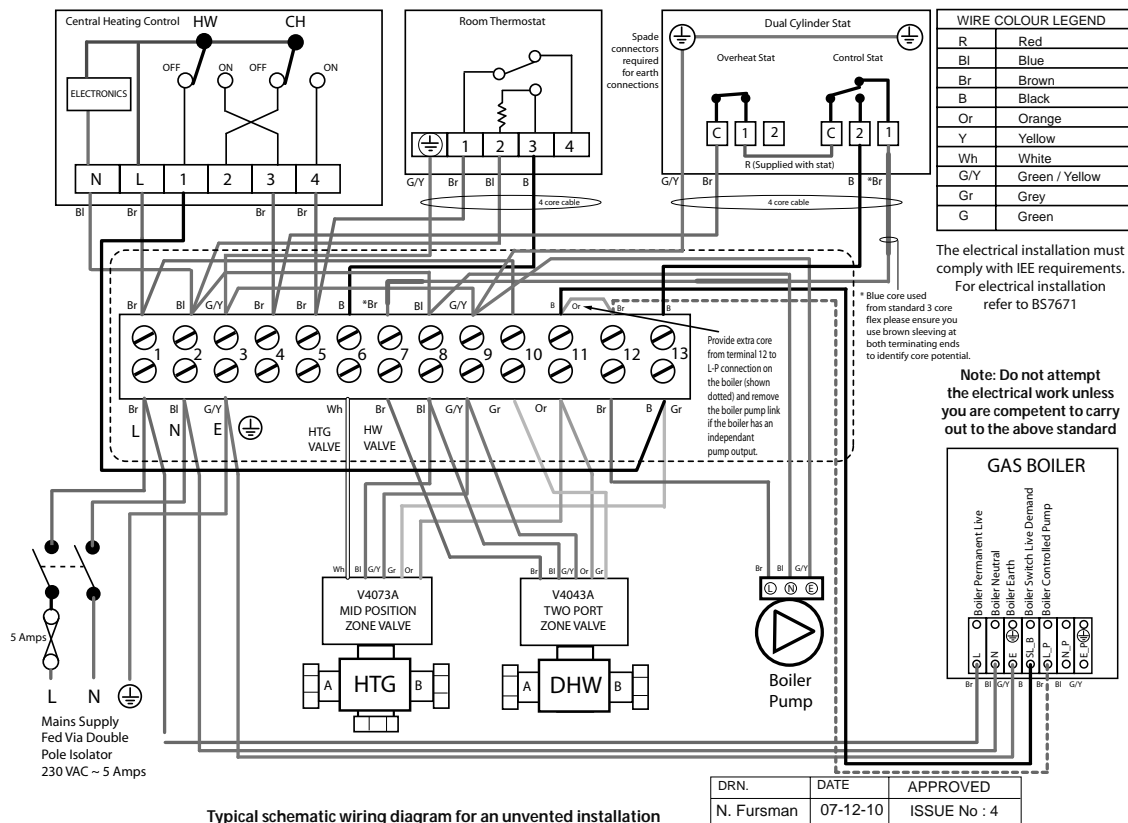 Central Heating Control
HW
CH
OFF
ON
OFF
ON
ELECTRONICS
N L 1 2 3 4
Bl
Br
Br
Br
Room Thermostat
1 2 3 4
G/Y
Br
Bl
B
4 core cable
Spade
connectors
required
for earth
connections
Dual Cylinder Stat
Overheat Stat
Control Stat
C 1 2
C 2 1
R (Supplied with stat)
G/Y
Br
B
*Br
4 core cable
WIRE COLOUR LEGEND
R Red
Bl Blue
Br Brown
B Black
Or Orange
Y Yellow
Wh White
G/Y Green / Yellow
Gr Grey
G Green
The electrical installation must
comply with IEE requirements.
For electrical installation
refer to BS7671
* Blue core used
from standard 3 core
flex please ensure you
use brown sleeving at
both terminating ends
to identify core potential.
Note: Do not attempt
the electrical work unless
you are competent to carry
out to the above standard
Br Bl G/Y Br Br B *Br Bl G/Y B Or *Br B
1 2 3 4 5 6 7 8 9 10 11 12 13
Provide extra core
from terminal 12 to
L-P connection on
the boiler (shown
dotted) and remove
the boiler pump link
if the boiler has an
independant
pump output.
Br Bl G/Y Wh Br Bl G/Y Gr Or Br B Gr
L N E
HTG
VALVE
HW
VALVE
5 Amps
L N
Mains Supply
Fed Via Double
Pole Isolator
230 VAC ~ 5 Amps
Wh Bl G/Y Gr Or
V4073A
MID POSITION
ZONE VALVE
A HTG B
Br Bl G/Y Or Gr
V4043A
TWO PORT
ZONE VALVE
A DHW B
Br Bl G/Y
L N E
Boiler
Pump
GAS BOILER
Boiler Permanent Live
Boiler Neutral
Boiler Earth
Boiler Switch Live Demand
Boiler Controlled Pump
L N E SL_B L_P N_P E_P
Br Bl G/Y B Br Bl G/Y
Typical schematic wiring diagram for an unvented installation
DRN. DATE APPROVED
N. Fursman 07-12-10 ISSUE No : 4